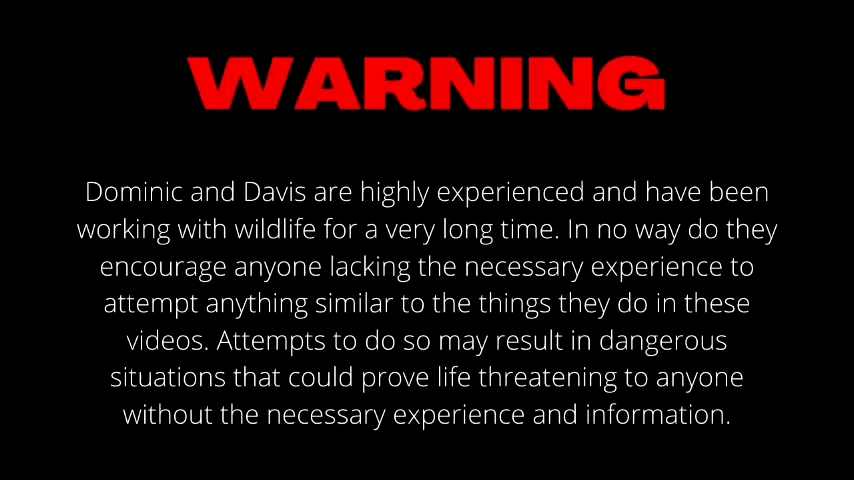 WARNING
Dominic and Davis are highly experienced and have been
working with wildlife for a very long time. In no way do they
encourage anyone lacking the necessary experience to
attempt anything similar to the things they do in these
videos. Attempts to do so may result in dangerous
situations that could prove life threatening to anyone
without the necessary experience and information.